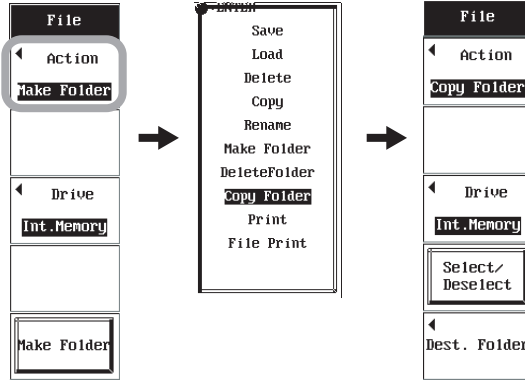 File
Action
Make Folder
Drive
Int.Memory
Make Folder
ENTER
Save
Load
Delete
Copy
Rename
Make Folder
DeleteFolder
Copy Folder
Print
File Print
File
Action
Copy Folder
Drive
Int.Memory
Select/
Deselect
Dest. Folder